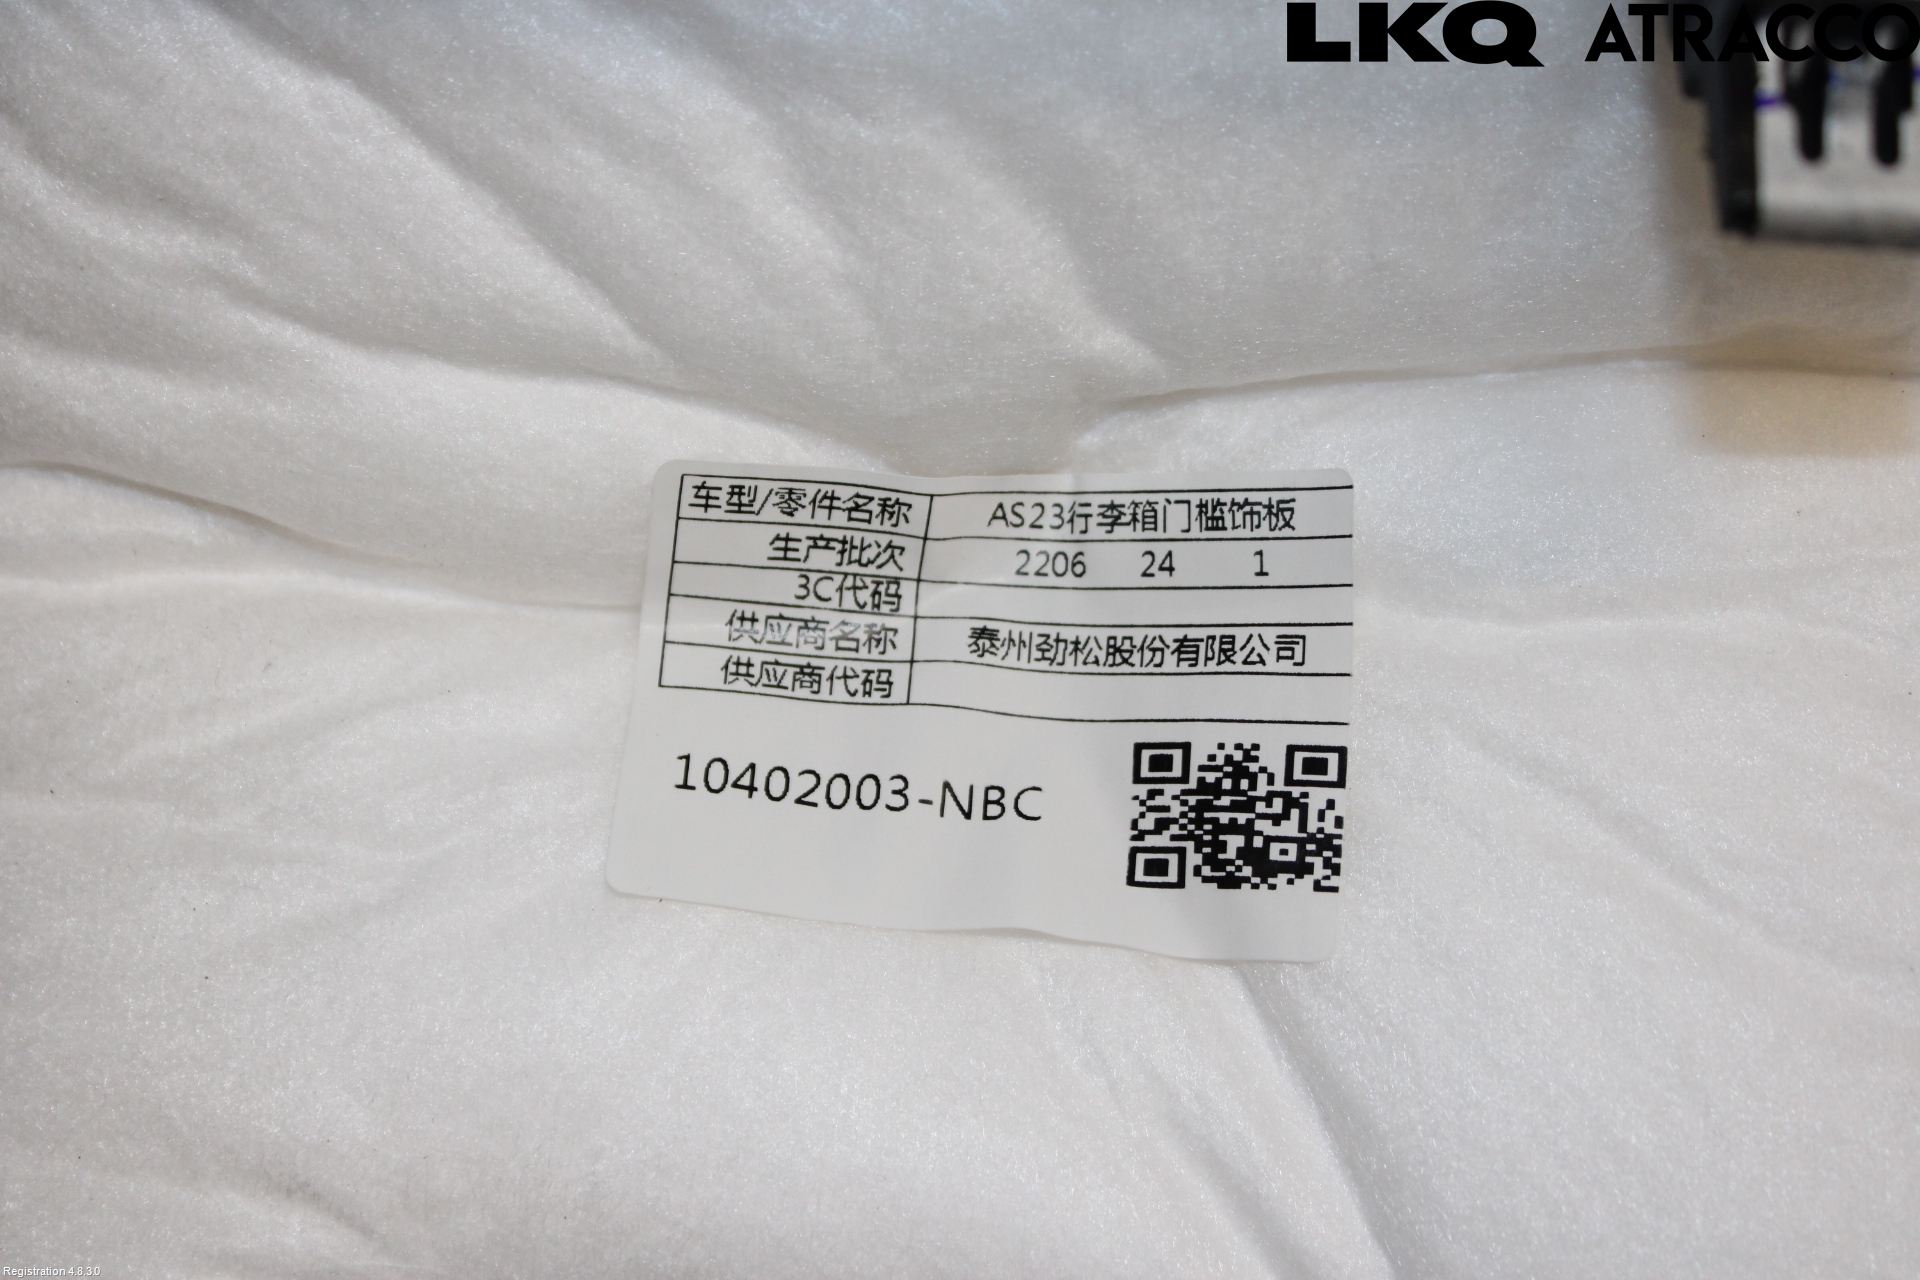 LKQ ATRACCO
车型/零件名称 AS23行李箱门槛饰板
生产批次 2206 24 1
3C代码
供应商名称 泰州劲松股份有限公司
供应商代码
10402003-NBC
Registration 4.8.3.0